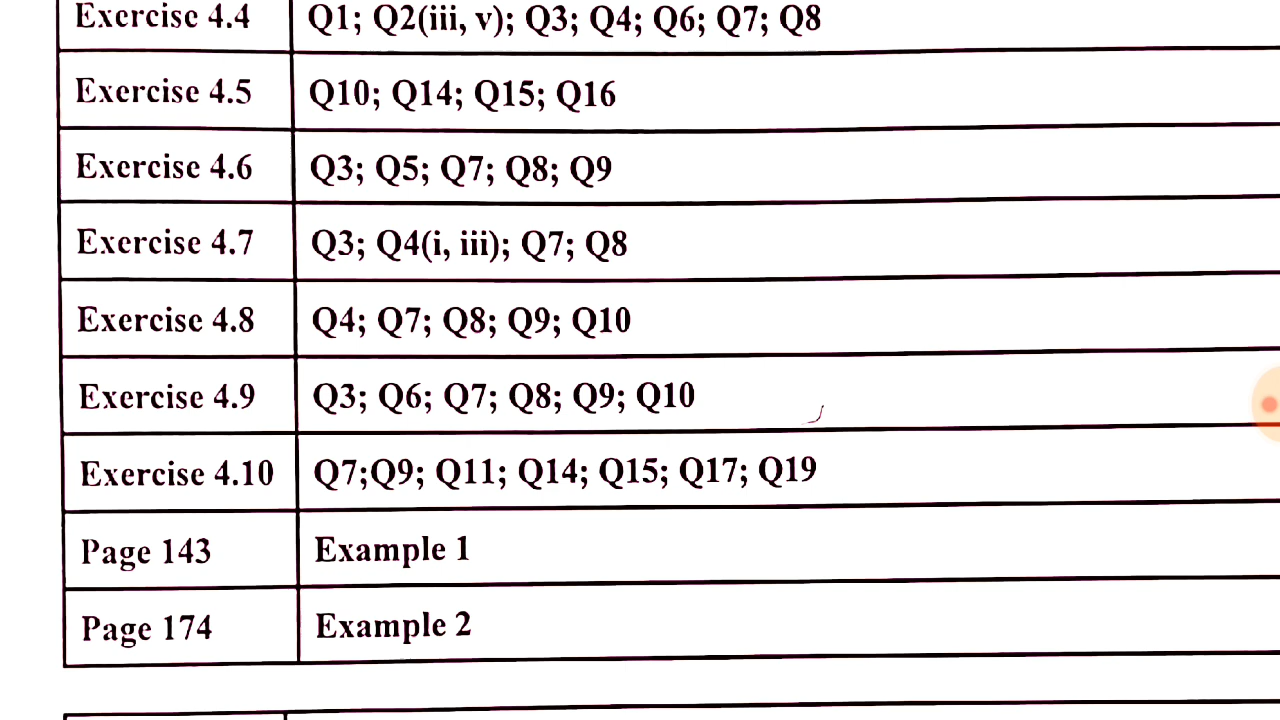 Exercise 4.4 Q1; Q2(iii, v); Q3; Q4; Q6; Q7; Q8
Exercise 4.5 Q10; Q14; Q15; Q16
Exercise 4.6 Q3; Q5; Q7; Q8; Q9
Exercise 4.7 Q3; Q4(i, iii); Q7; Q8
Exercise 4.8 Q4; Q7; Q8; Q9; Q10
Exercise 4.9 Q3; Q6; Q7; Q8; Q9; Q10
Exercise 4.10 Q7;Q9; Q11; Q14; Q15; Q17; Q19
Page 143 Example 1
Page 174 Example 2